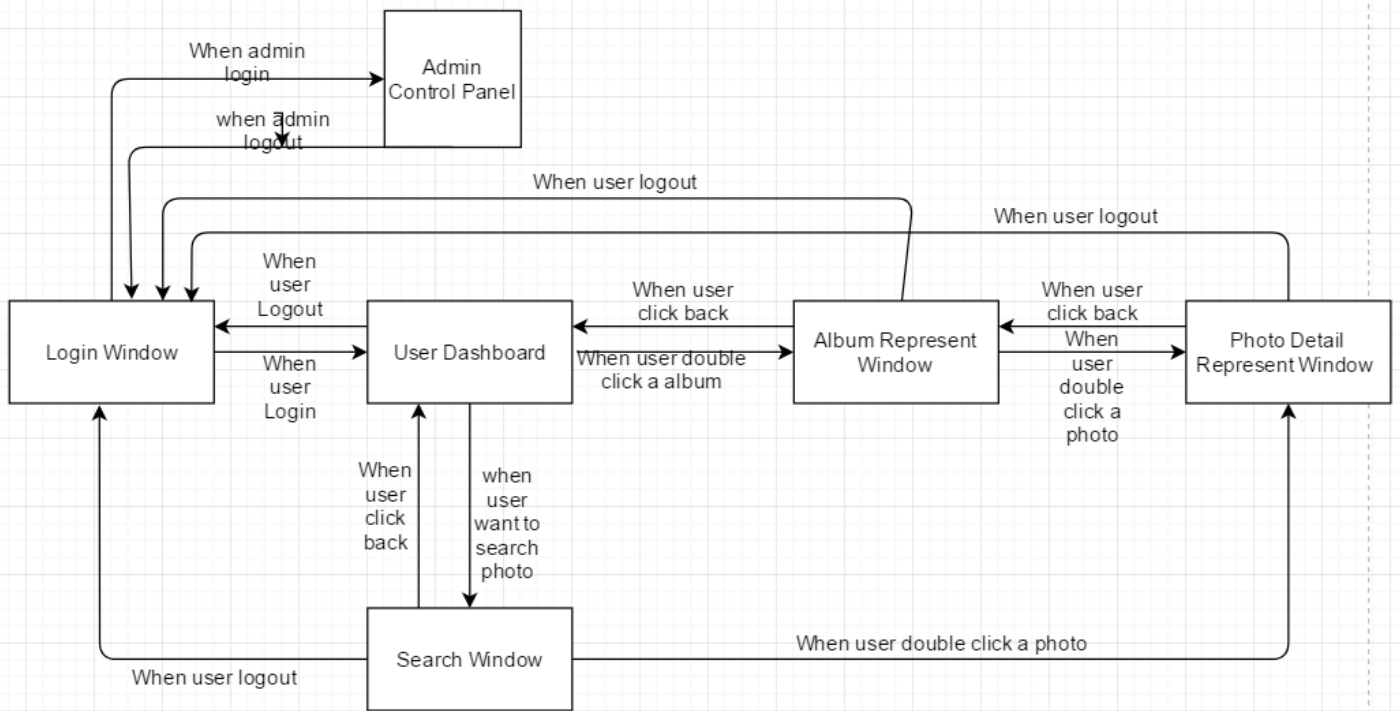 When admin
login
Admin
Control Panel
when admin
logout
When user logout
When user logout
When
user
Logout
When user
click back
When user
click back
Login Window
User Dashboard
Album Represent
Window
Photo Detail
Represent Window
When
user
Login
When user double
click a album
When
user
double
click a
photo
When
user
click
back
when
user
want to
search
photo
Search Window
When user double click a photo
When user logout